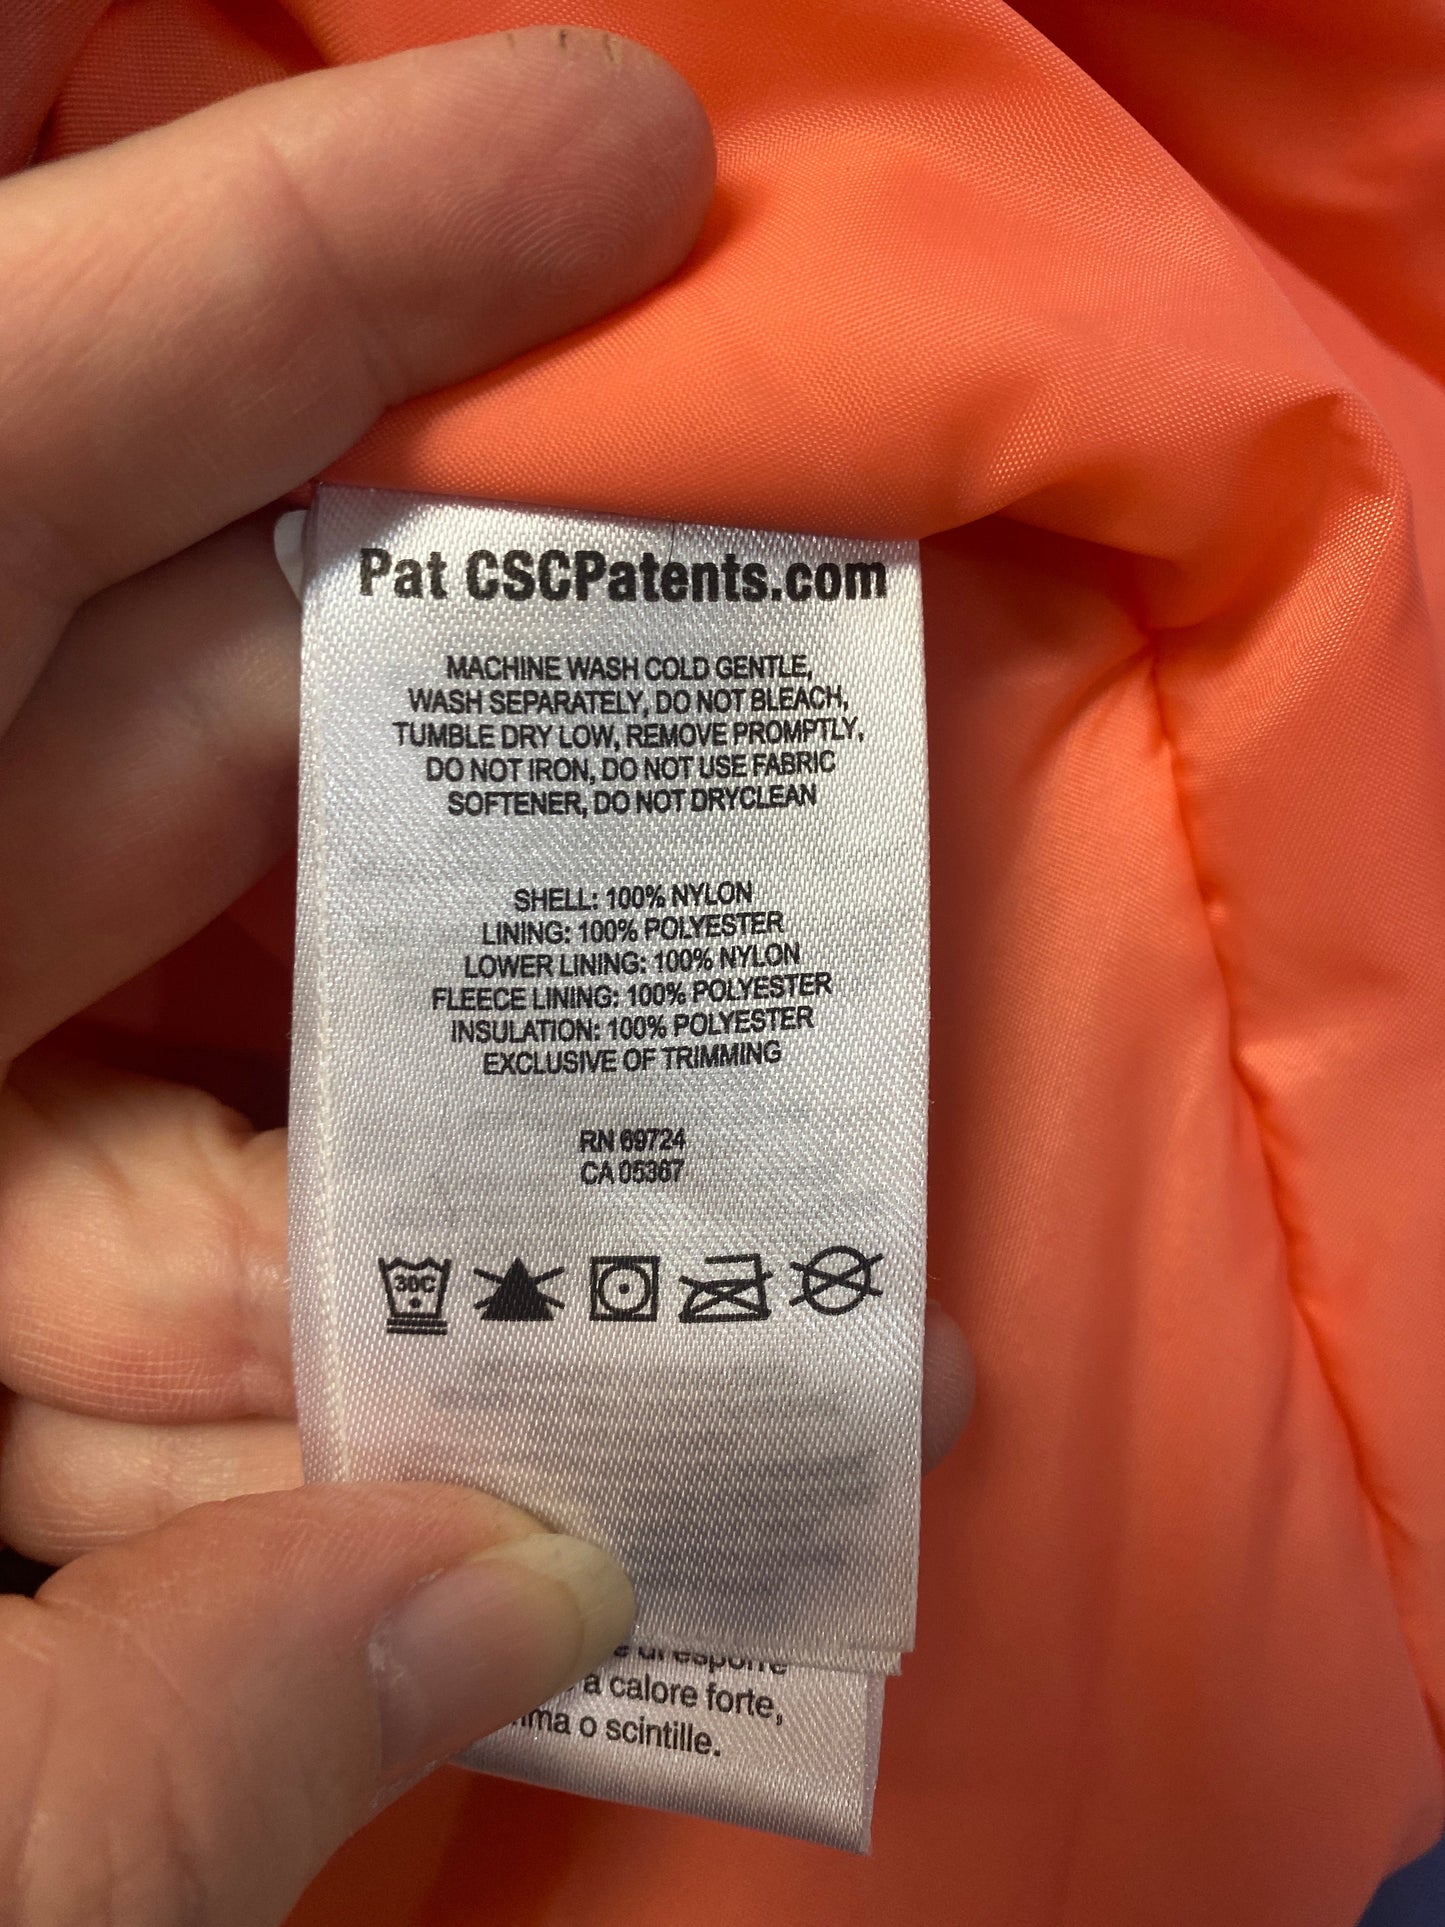 Pat CSCPatents.com
MACHINE WASH COLD GENTLE,
WASH SEPARATELY, DO NOT BLEACH,
TUMBLE DRY LOW, REMOVE PROMPTLY,
DO NOT IRON, DO NOT USE FABRIC
SOFTENER, DO NOT DRYCLEAN
SHELL: 100% NYLON
LINING: 100% POLYESTER
LOWER LINING: 100% NYLON
FLEECE LINING: 100% POLYESTER
INSULATION: 100% POLYESTER
EXCLUSIVE OF TRIMMING
RN 69724
CA 05367
30C
a calore forte,
o scintille.